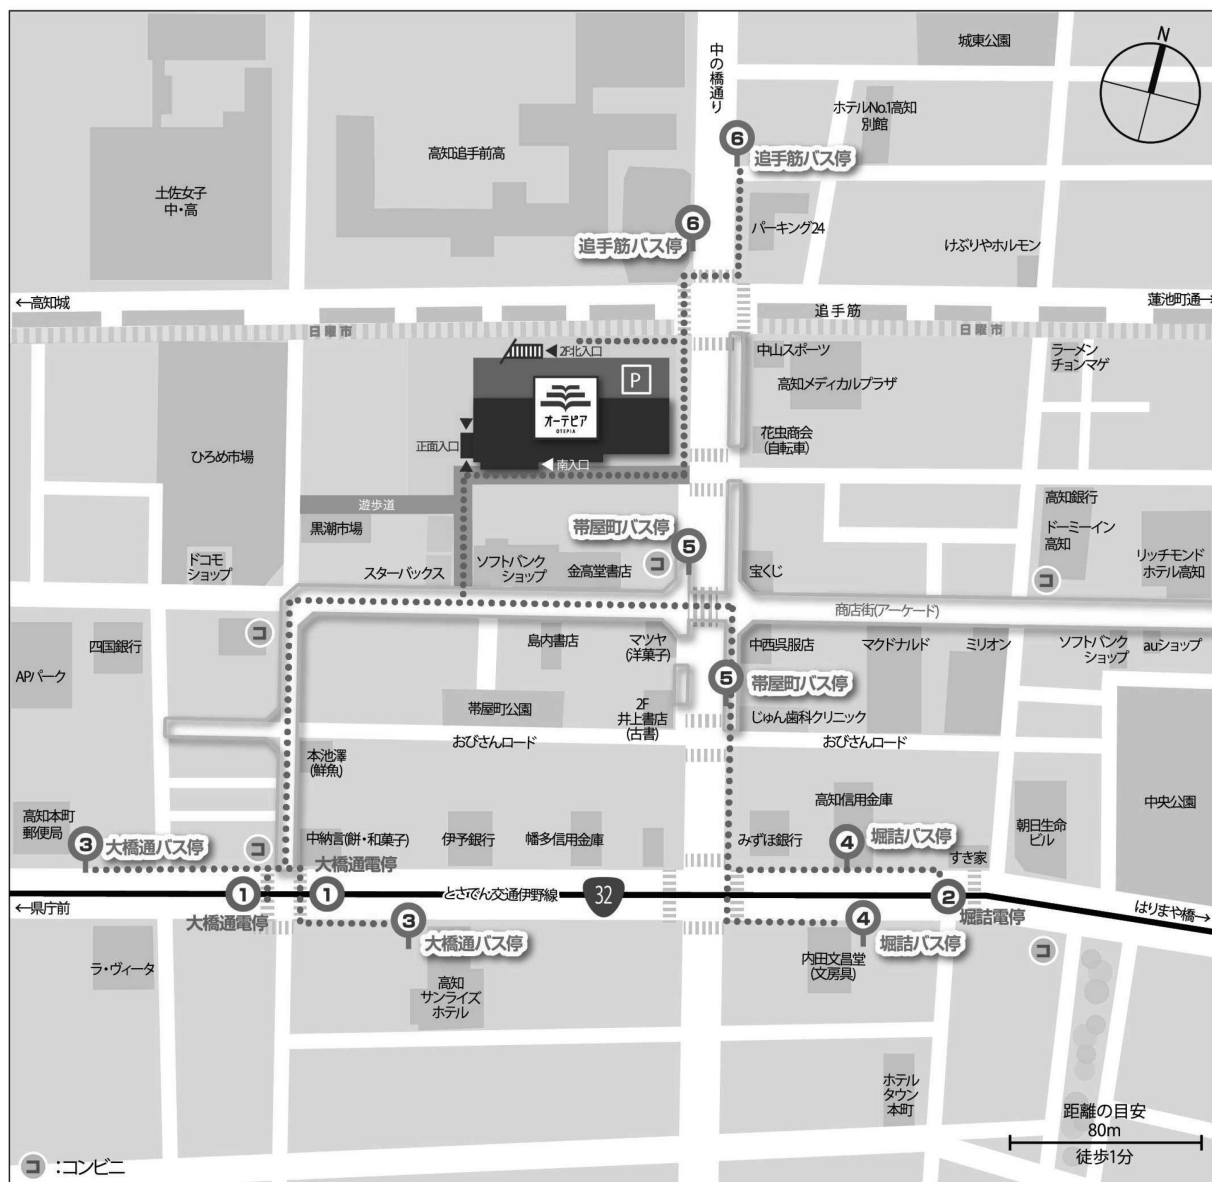 城東公園
N
中の橋通り
ホテルNo.1高知
別館
6
追手筋バス停
高知追手前高
土佐女子
中・高
6
追手筋バス停
パーキング24
けぶりやホルモン
←高知城
追手筋
蓮池町通→
日曜市
日曜市
2F北入口
P
オーテピア
OTEPIA
正面入口
南入口
中山スポーツ
高知メディカルプラザ
ラーメン
チョンマゲ
花虫商会
(自転車)
ひろめ市場
遊歩道
黒潮市場
高知銀行
ドーミーイン
高知
リッチモンド
ホテル高知
帯屋町バス停
5
ドコモ
ショップ
スターバックス
ソフトバンク
ショップ
金高堂書店
コ
宝くじ
コ
商店街(アーケード)
コ
四国銀行
APパーク
島内書店
マツヤ
(洋菓子)
中西呉服店
マクドナルド
ミリオン
ソフトバンク
ショップ
auショップ
5
帯屋町バス停
帯屋町公園
2F
井上書店
(古書)
じゅん歯科クリニック
おびさんロード
おびさんロード
本池澤
(鮮魚)
高知信用金庫
中央公園
高知本町
郵便局
3
大橋通バス停
コ
中納言(餅・和菓子)
伊予銀行
幡多信用金庫
みずほ銀行
4
堀詰バス停
すき家
朝日生命
ビル
大橋通電停
1
1
とさでん交通伊野線
32
2
←県庁前
大橋通電停
3
大橋通バス停
4
堀詰バス停
堀詰電停
はりまや橋→
コ
ラ・ヴィータ
高知
サンライズ
ホテル
内田文昌堂
(文房具)
ホテル
タウン
本町
距離の目安
80m
徒歩1分
コ:コンビニ